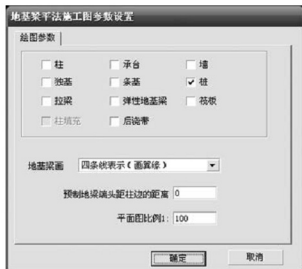 地基梁平法施工图参数设置
绘图参数
柱 承台 墙
独基 条基 桩
拉梁 弹性地基梁 筏板
柱填充 后浇带
地基梁画 四条线表示(画翼缘)
预制地梁端头距柱边的距离 0
平面图比例1: 100
确定 取消